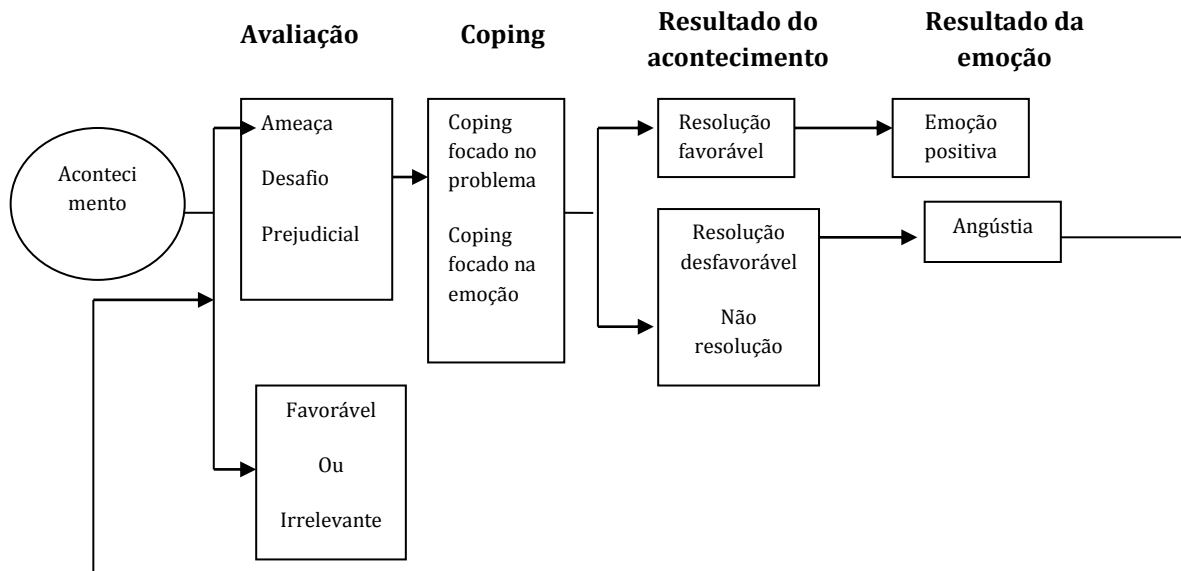 Avaliação
Coping
Resultado do
acontecimento
Resultado da
emoção
Aconteci
mento
Ameaça
Desafio
Prejudicial
Coping
focado no
problema
Coping
focado na
emoção
Resolução
favorável
Emoção
positiva
Resolução
desfavorável
Não
resolução
Angústia
Favorável
Ou
Irrelevante